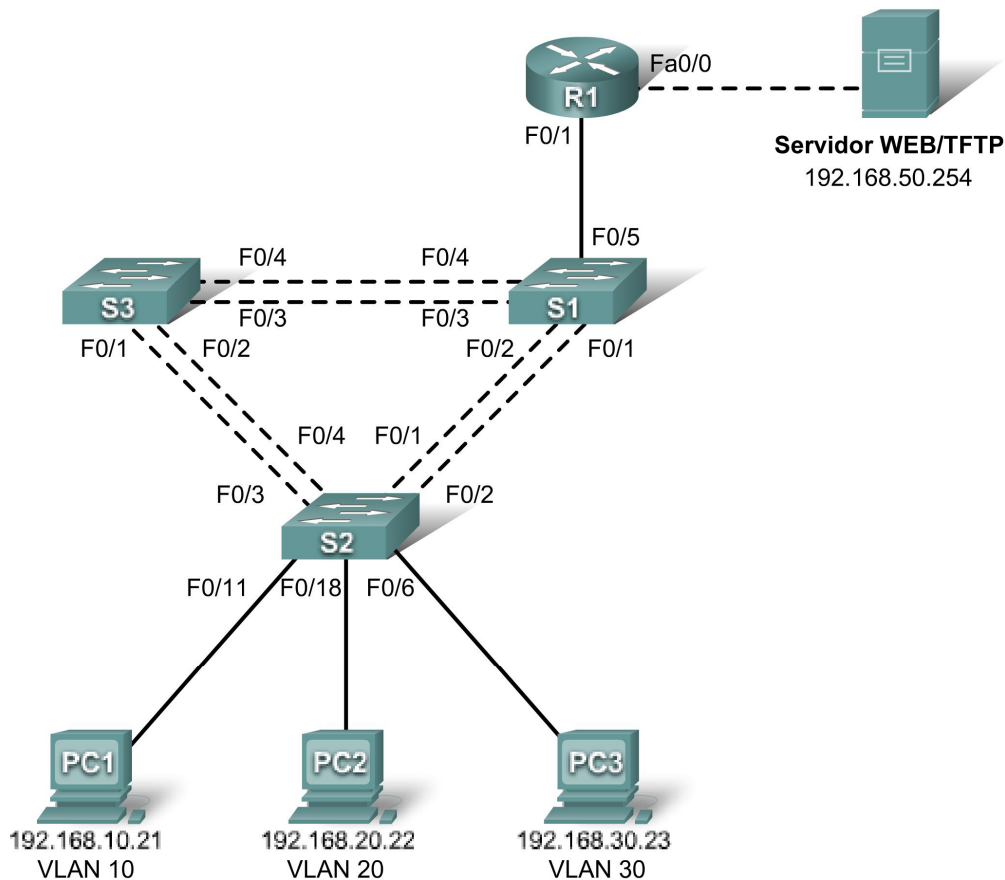 Fa0/0
R1
F0/1
Servidor WEB/TFTP
192.168.50.254
F0/5
F0/4
F0/4
S3
S1
F0/3
F0/3
F0/1
F0/2
F0/2
F0/1
F0/4
F0/1
F0/3
F0/2
S2
F0/11
F0/18
F0/6
PC1
PC2
PC3
192.168.10.21
192.168.20.22
192.168.30.23
VLAN 10
VLAN 20
VLAN 30